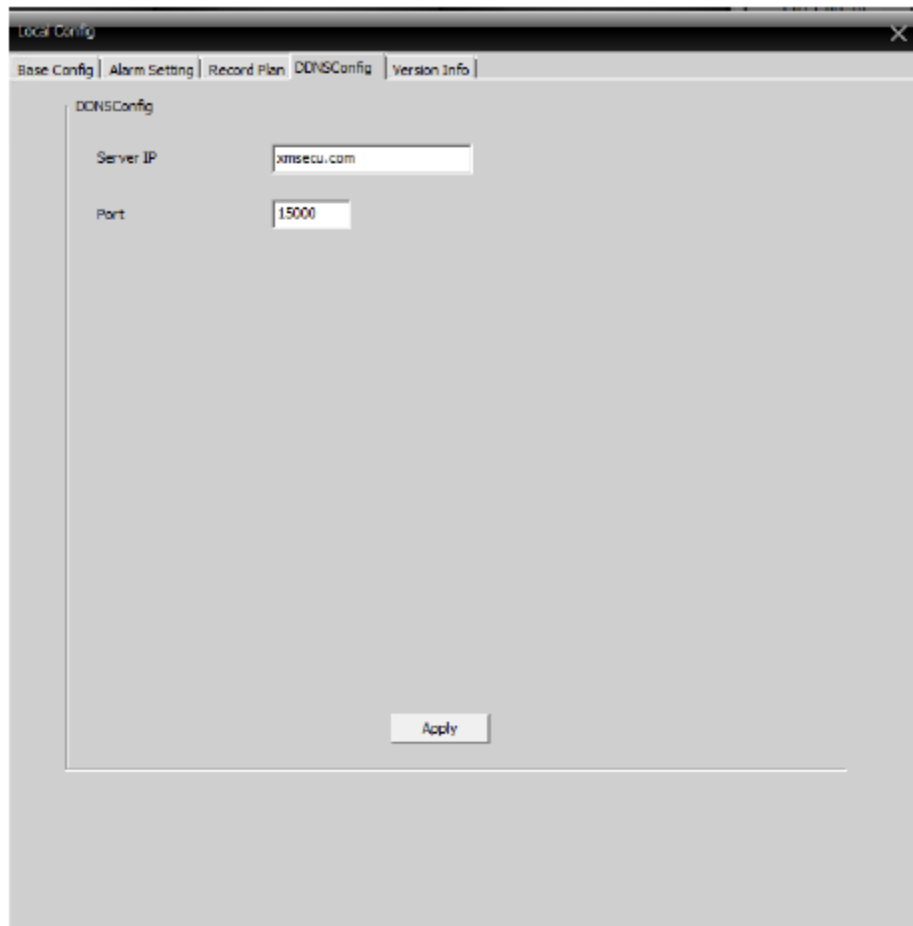 Local Config
Base Config Alarm Setting Record Plan DDNSConfig Version Info
DDNSConfig
Server IP xmsecu.com
Port 15000
Apply